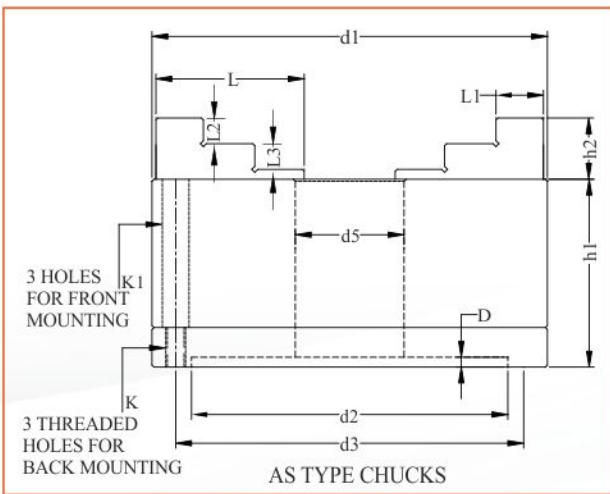 d1
L
L1
L2
L3
h2
d5
h1
K1
3 HOLES
FOR FRONT
MOUNTING
D
K
3 THREADED
HOLES FOR
BACK MOUNTING
d2
d3
AS TYPE CHUCKS